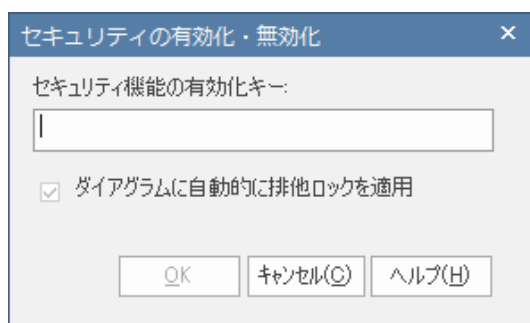 セキュリティの有効化・無効化
セキュリティ機能の有効化キー:
ダイアグラムに自動的に排他ロックを適用
OK キャンセル(C) ヘルプ(H)